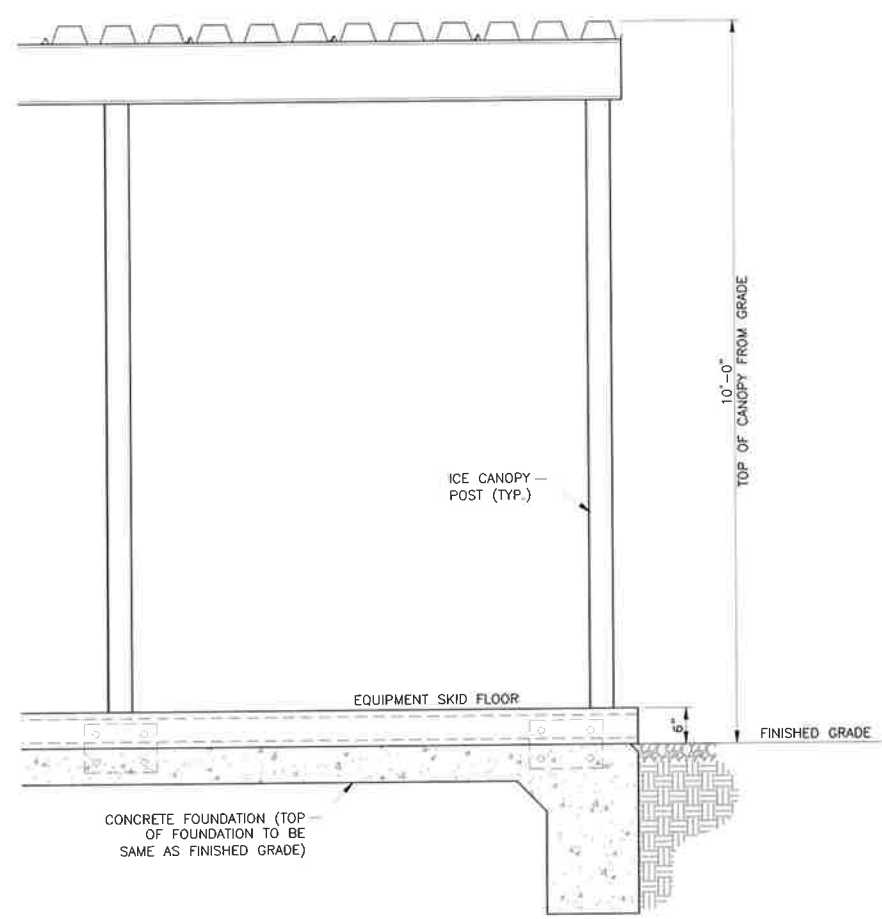 10'-0"
TOP OF CANOPY FROM GRADE
ICE CANOPY
POST (TYP.)
EQUIPMENT SKID FLOOR
6"
FINISHED GRADE
CONCRETE FOUNDATION (TOP
OF FOUNDATION TO BE
SAME AS FINISHED GRADE)